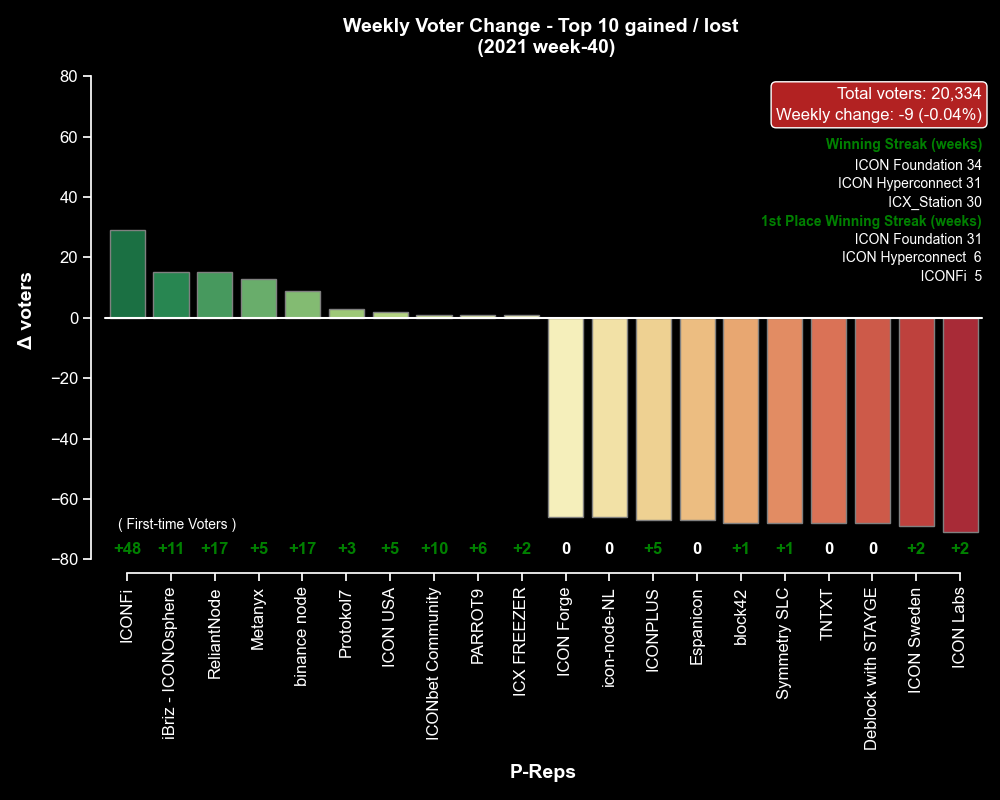 Weekly Voter Change - Top 10 gained / lost
(2021 week-40)
Total voters: 20,334
Weekly change: -9 (-0.04%)
Winning Streak (weeks)
ICON Foundation 34
ICON Hyperconnect 31
ICX_Station 30
1st Place Winning Streak (weeks)
ICON Foundation 31
ICON Hyperconnect 6
ICONFi 5
Δ voters
80
60
40
20
0
−20
−40
−60
−80
( First-time Voters )
+48 +11 +17 +5 +17 +3 +5 +10 +6 +2 0 0 +5 0 +1 +1 0 0 +2 +2
ICONFi
iBriz - ICONOsphere
ReliantNode
Metanyx
binance node
Protokol7
ICON USA
ICONbet Community
PARROT9
ICX FREEZER
ICON Forge
icon-node-NL
ICONPLUS
Espanicon
block42
Symmetry SLC
TNTXT
Deblock with STAYGE
ICON Sweden
ICON Labs
P-Reps